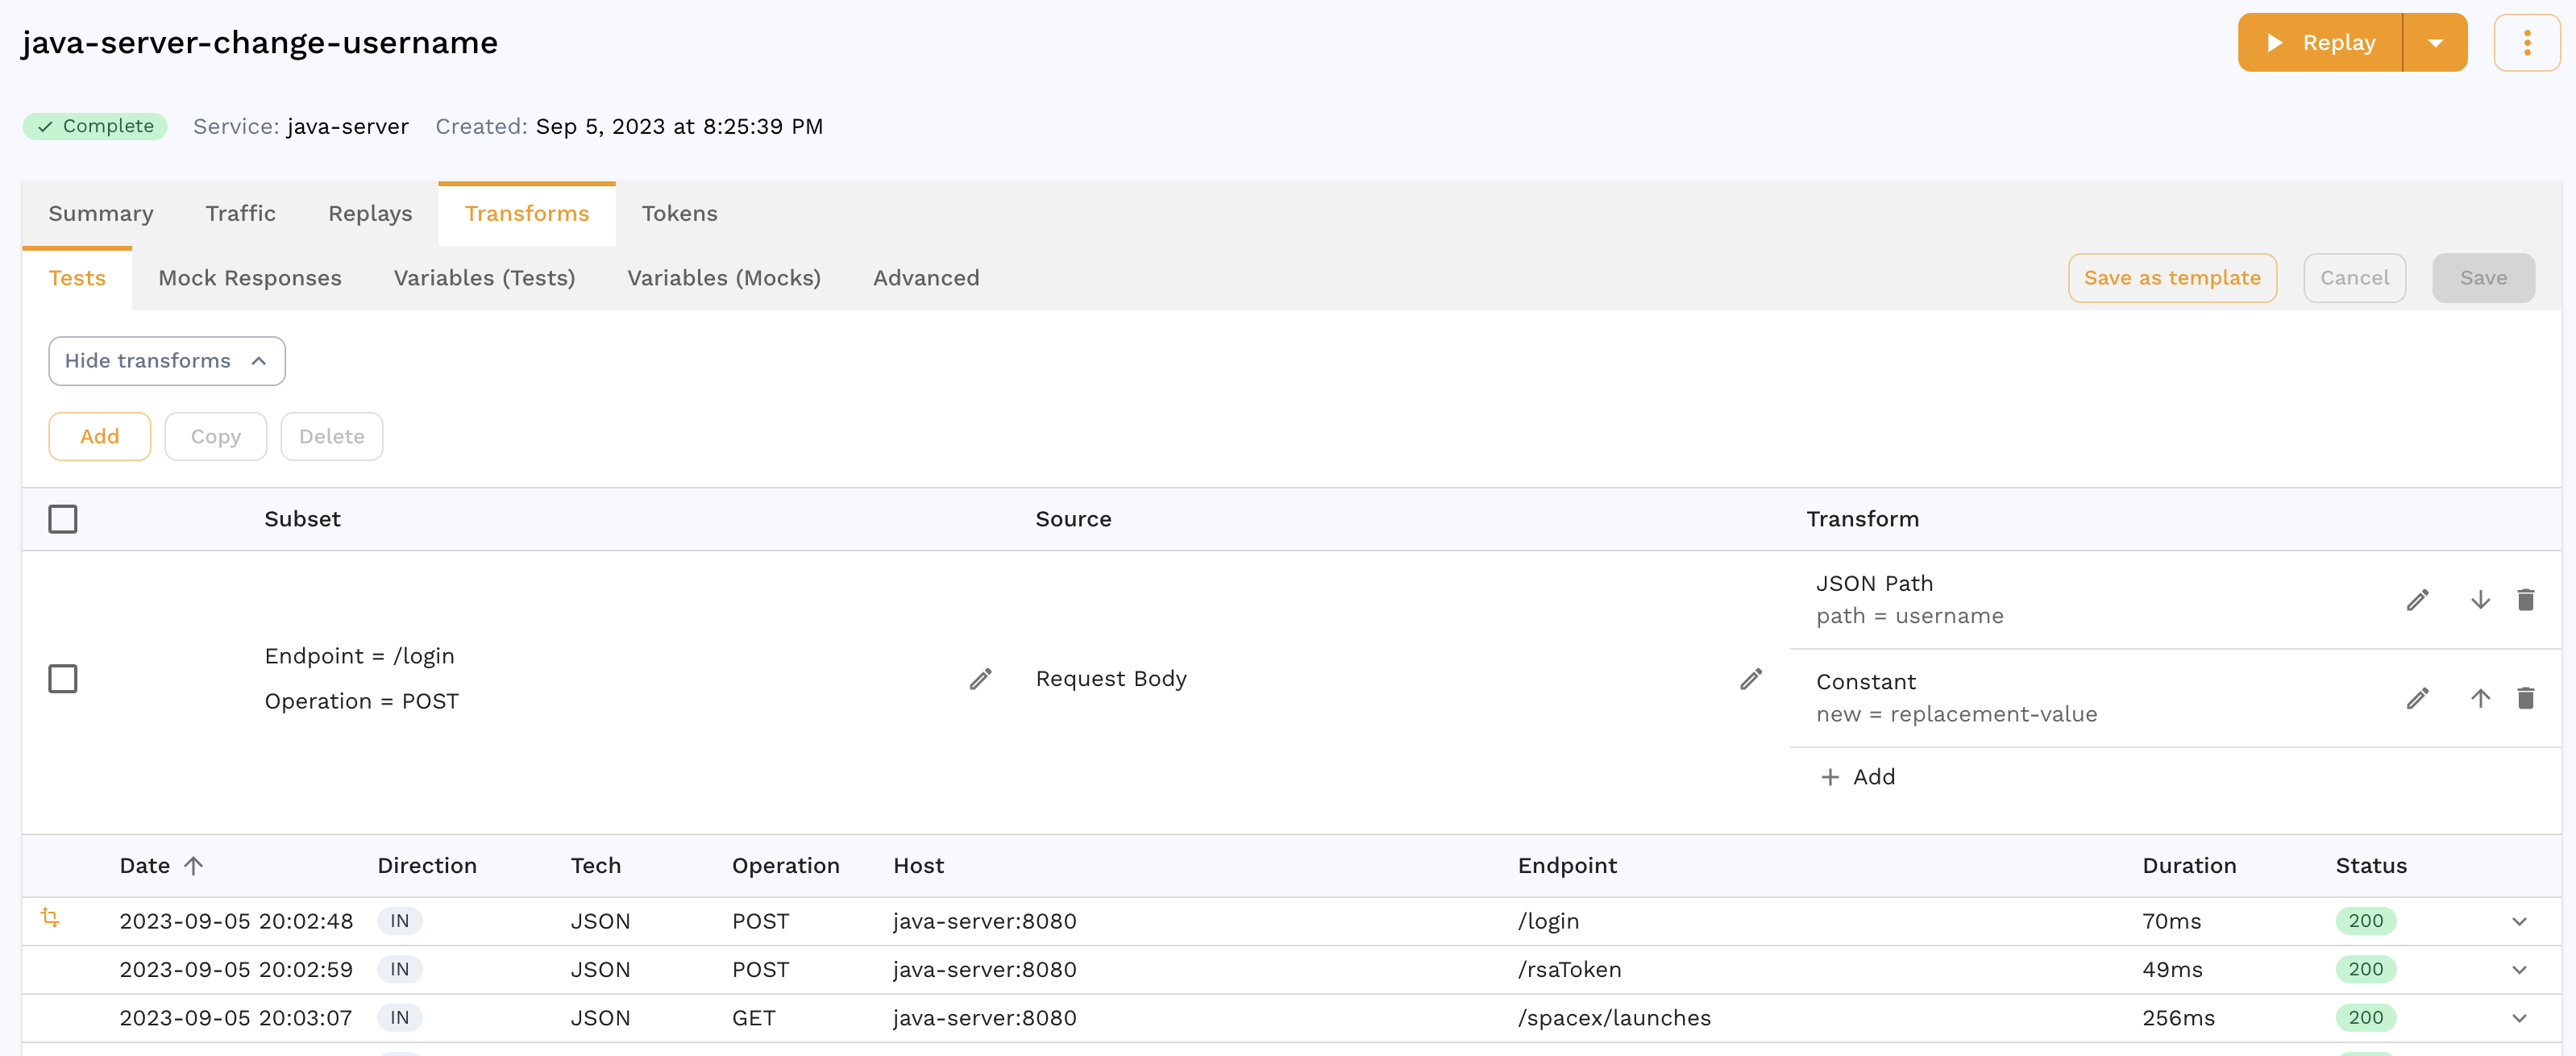 java-server-change-username
Replay
Complete Service: java-server Created: Sep 5, 2023 at 8:25:39 PM
Summary Traffic Replays Transforms Tokens
Tests Mock Responses Variables (Tests) Variables (Mocks) Advanced Save as template Cancel Save
Hide transforms
Add Copy Delete
Subset Source Transform
JSON Path
path = username
Endpoint = /login
Operation = POST
Request Body
Constant
new = replacement-value
+ Add
Date Direction Tech Operation Host Endpoint Duration Status
2023-09-05 20:02:48 IN JSON POST java-server:8080 /login 70ms 200
2023-09-05 20:02:59 IN JSON POST java-server:8080 /rsaToken 49ms 200
2023-09-05 20:03:07 IN JSON GET java-server:8080 /spacex/launches 256ms 200